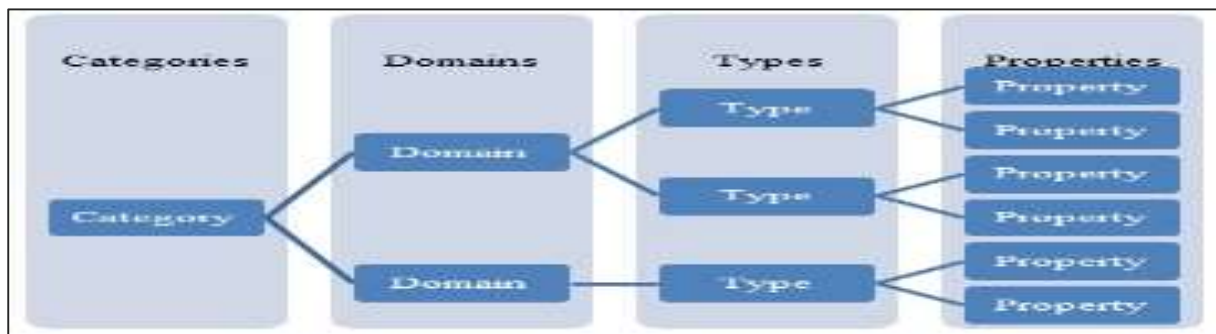 Categories Domains Types Properties
Property
Type
Property
Domain
Property
Type
Category
Property
Property
Domain
Type
Property